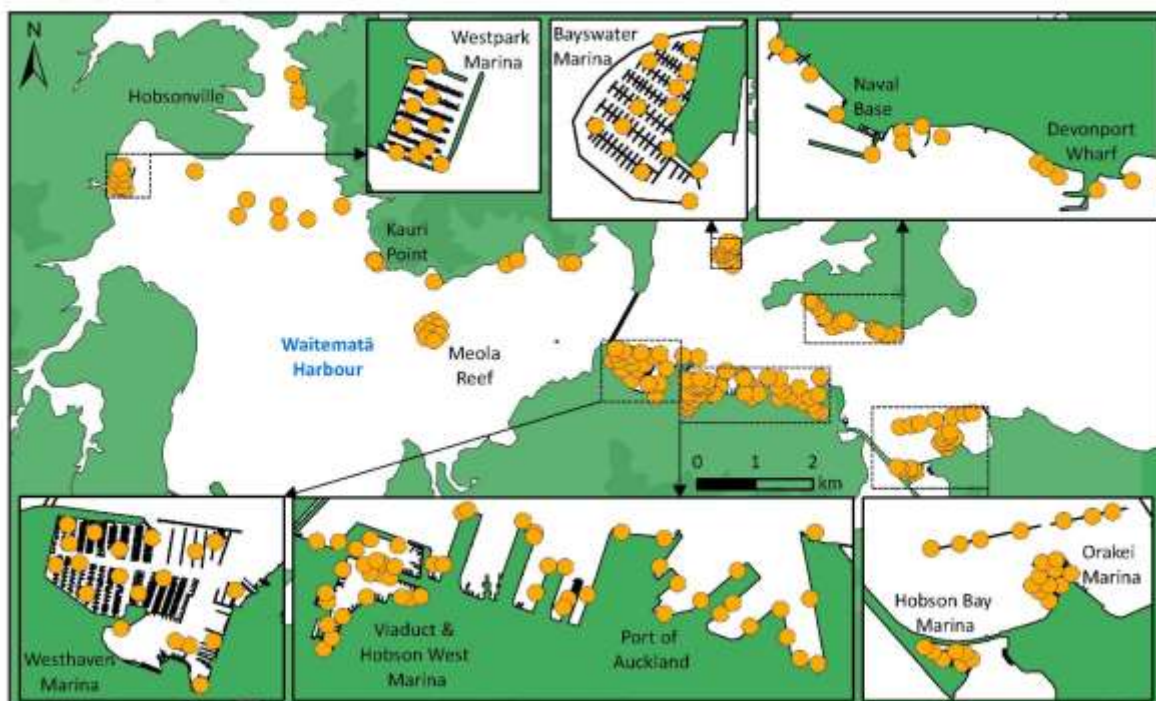 N
Hobsonville
Westpark
Marina
Bayswater
Marina
Naval
Base
Devonport
Wharf
Kauri
Point
Waitematā
Harbour
Meola
Reef
0 1 2
km
Westhaven
Marina
Viaduct &
Hobson West
Marina
Port of
Auckland
Hobson Bay
Marina
Orakei
Marina